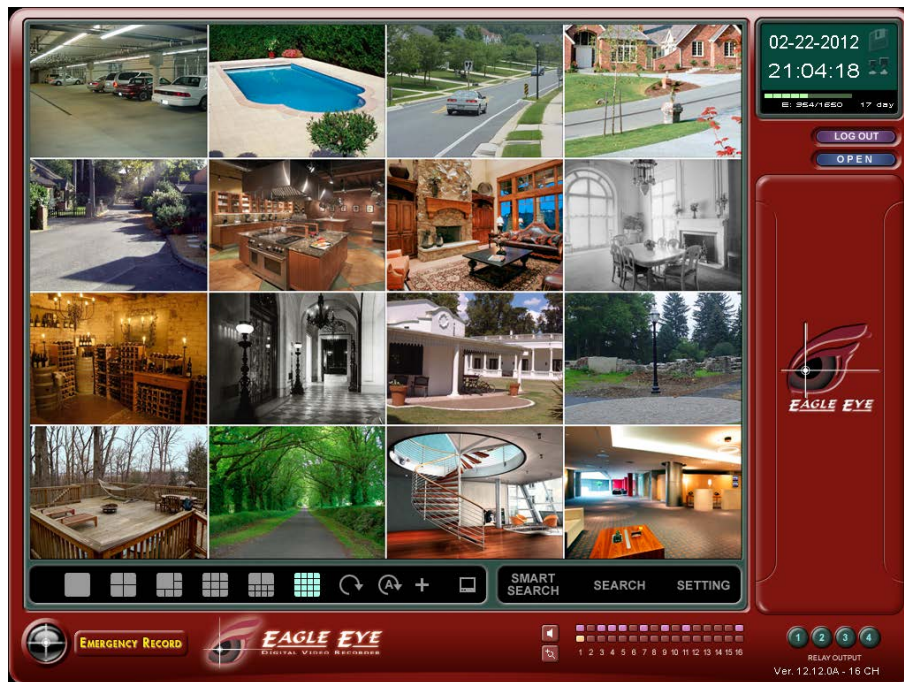 02-22-2012
21:04:18
E: 954/1650 17 day
LOG OUT
OPEN
EAGLE EYE
A
SMART SEARCH
SEARCH
SETTING
EMERGENCY RECORD
EAGLE EYE
DIGITAL VIDEO RECORDER
1 2 3 4 5 6 7 8 9 10 11 12 13 14 15 16
1 2 3 4
RELAY OUTPUT
Ver. 12.12.0A - 16 CH